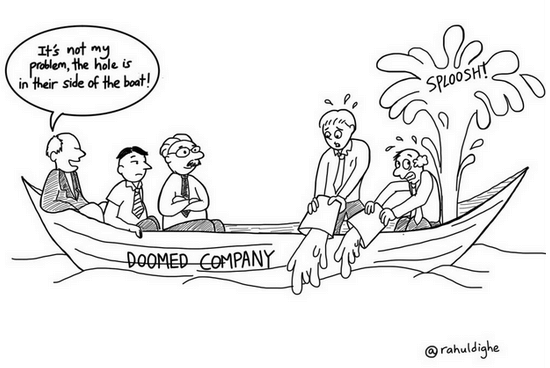 It's not my
problem, the hole is
in their side of the boat!
SPLOOSH!
DOOMED COMPANY
@rahuldighe